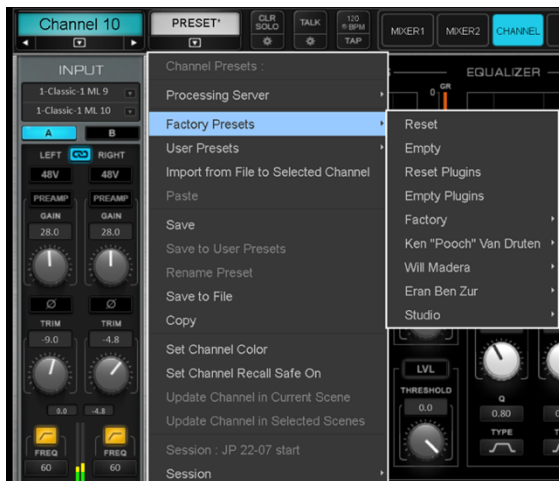 Channel 10
PRESET*
CLR
SOLO
TALK
120
BPM
TAP
MIXER1
MIXER2
CHANNEL
INPUT
1-Classic-1 ML 9
1-Classic-1 ML 10
A
B
LEFT
RIGHT
48V
48V
PREAMP
PREAMP
GAIN
GAIN
28.0
28.0
Ø
Ø
TRIM
TRIM
-9.0
-4.8
0.0
-4.8
FREQ
FREQ
60
60
Channel Presets :
Processing Server
Factory Presets
User Presets
Import from File to Selected Channel
Paste
Save
Save to User Presets
Rename Preset
Save to File
Copy
Set Channel Color
Set Channel Recall Safe On
Update Channel in Current Scene
Update Channel in Selected Scenes
Session : JP 22-07 start
Session
Reset
Empty
Reset Plugins
Empty Plugins
Factory
Ken "Pooch" Van Druten
Will Madera
Eran Ben Zur
Studio
EQUALIZER
GR
0
LVL
THRESHOLD
0.0
Q
0.80
0.
TYPE